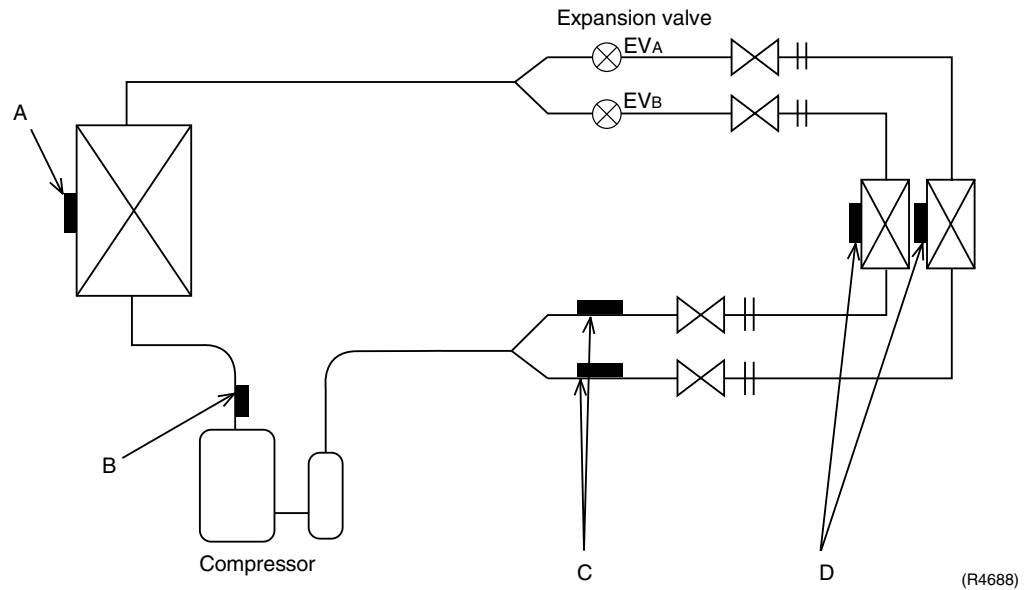 Expansion valve
EVA
A
EVB
B
Compressor
C
D
(R4688)